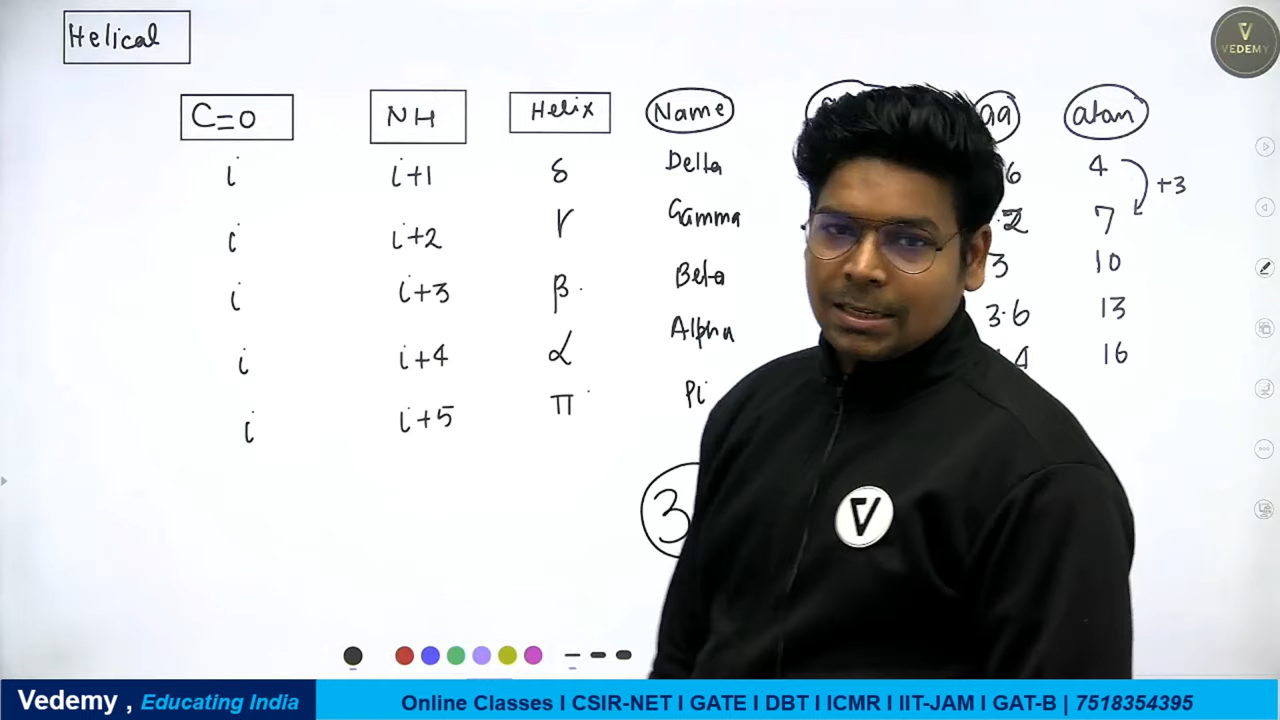 Helical
V
VEDEMY
C=O NH Helix Name aa atom
i i+1 δ Delta 6 4 +3
i i+2 γ Gamma .2 7
i i+3 β Beta 3 10
i i+4 α Alpha 3.6 13
i i+5 π Pi 4 16
3
V
Vedemy , Educating India
Online Classes I CSIR-NET I GATE I DBT I ICMR I IIT-JAM I GAT-B | 7518354395